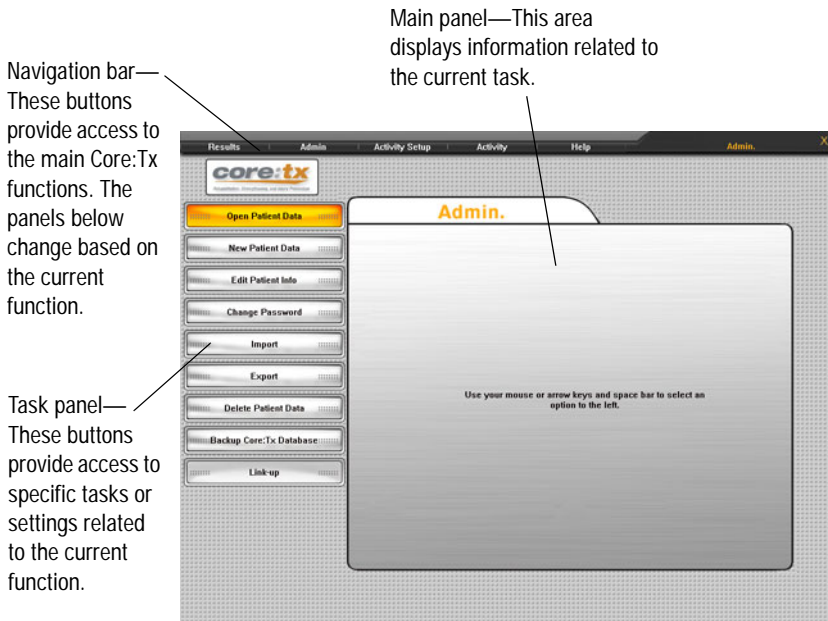 Main panel—This area
displays information related to
the current task.
Navigation bar—
These buttons
provide access to
the main Core:Tx
functions. The
panels below
change based on
the current
function.
Task panel—
These buttons
provide access to
specific tasks or
settings related
to the current
function.
Results Admin Activity Setup Activity Help Admin. X
core:tx
Open Patient Data
New Patient Data
Edit Patient Info
Change Password
Import
Export
Delete Patient Data
Backup Core:Tx Database
Link-up
Admin.
Use your mouse or arrow keys and space bar to select an
option to the left.